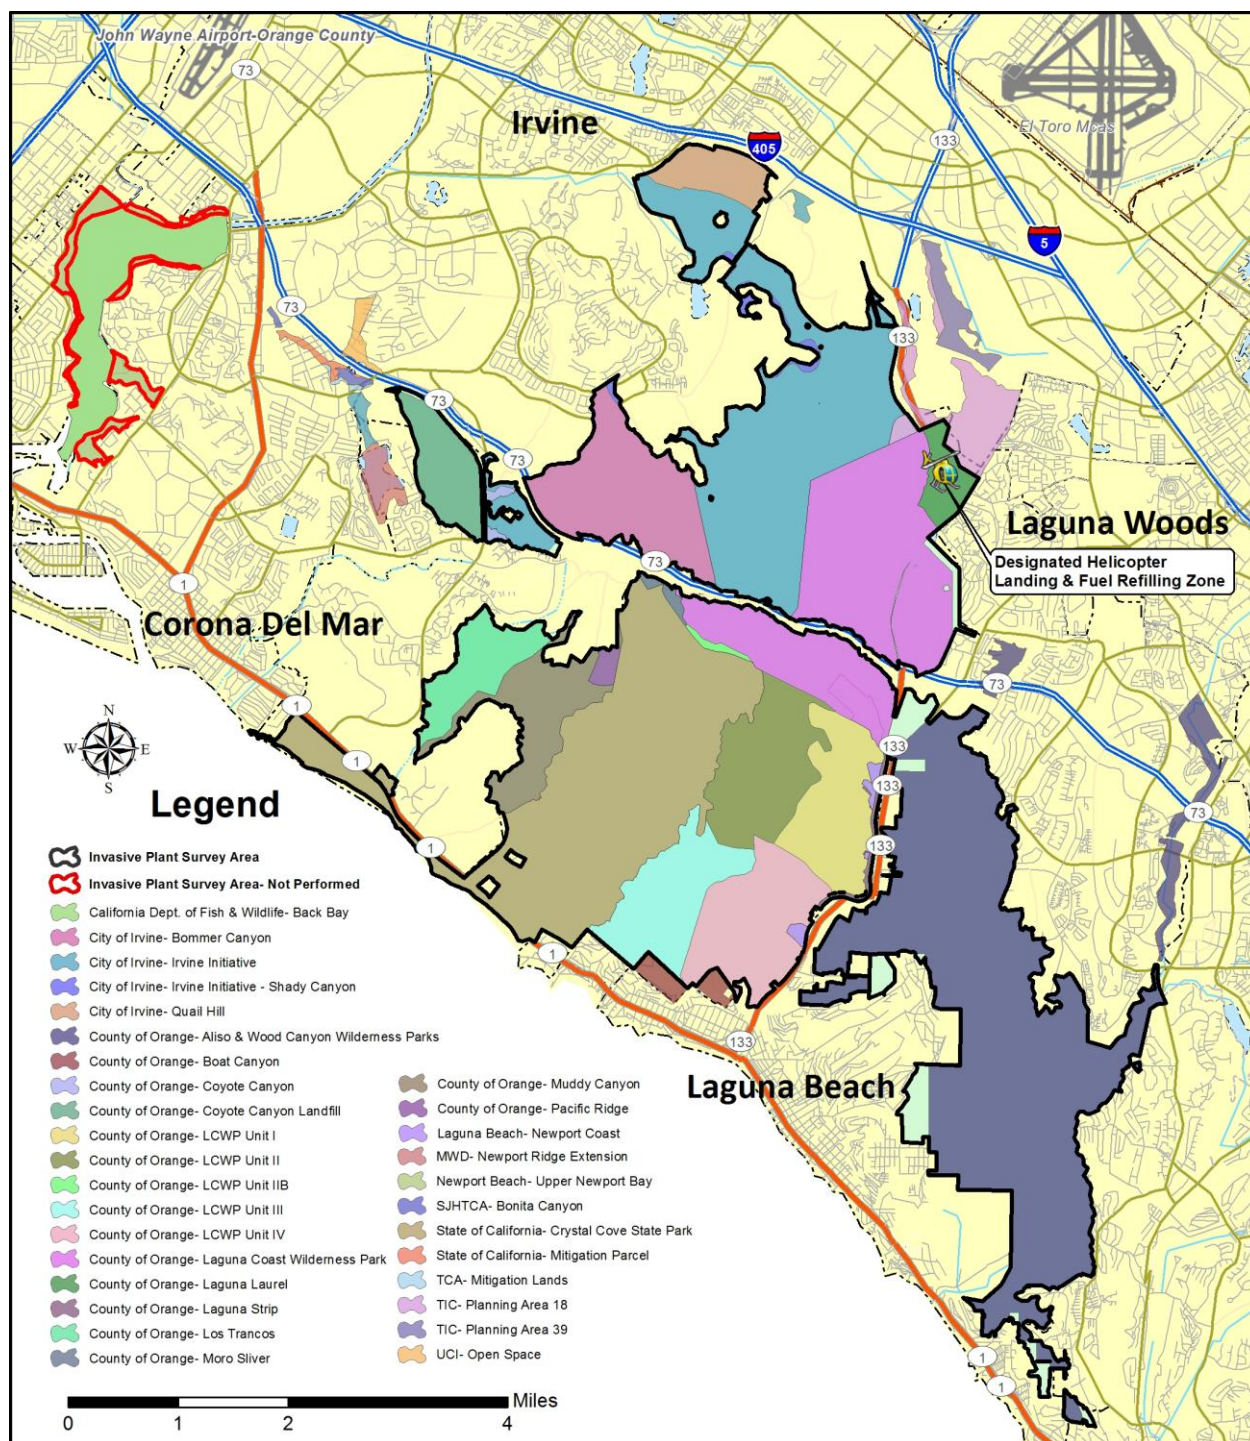 John Wayne Airport-Orange County
73
Irvine
405
133
El Toro Mcas
5
73
133
73
73
Laguna Woods
Designated Helicopter
Landing & Fuel Refilling Zone
73
1
Corona Del Mar
73
1
133
1
133
73
133
1
1
133
Laguna Beach
1
1
N
W
E
S
Legend
Invasive Plant Survey Area
Invasive Plant Survey Area- Not Performed
California Dept. of Fish & Wildlife- Back Bay
City of Irvine- Bommer Canyon
City of Irvine- Irvine Initiative
City of Irvine- Irvine Initiative - Shady Canyon
City of Irvine- Quail Hill
County of Orange- Aliso & Wood Canyon Wilderness Parks
County of Orange- Boat Canyon
County of Orange- Coyote Canyon
County of Orange- Coyote Canyon Landfill
County of Orange- LCWP Unit I
County of Orange- LCWP Unit II
County of Orange- LCWP Unit IIB
County of Orange- LCWP Unit III
County of Orange- LCWP Unit IV
County of Orange- Laguna Coast Wilderness Park
County of Orange- Laguna Laurel
County of Orange- Laguna Strip
County of Orange- Los Trancos
County of Orange- Moro Sliver
County of Orange- Muddy Canyon
County of Orange- Pacific Ridge
Laguna Beach- Newport Coast
MWD- Newport Ridge Extension
Newport Beach- Upper Newport Bay
SJHTCA- Bonita Canyon
State of California- Crystal Cove State Park
State of California- Mitigation Parcel
TCA- Mitigation Lands
TIC- Planning Area 18
TIC- Planning Area 39
UCI- Open Space
Miles
0 1 2 4